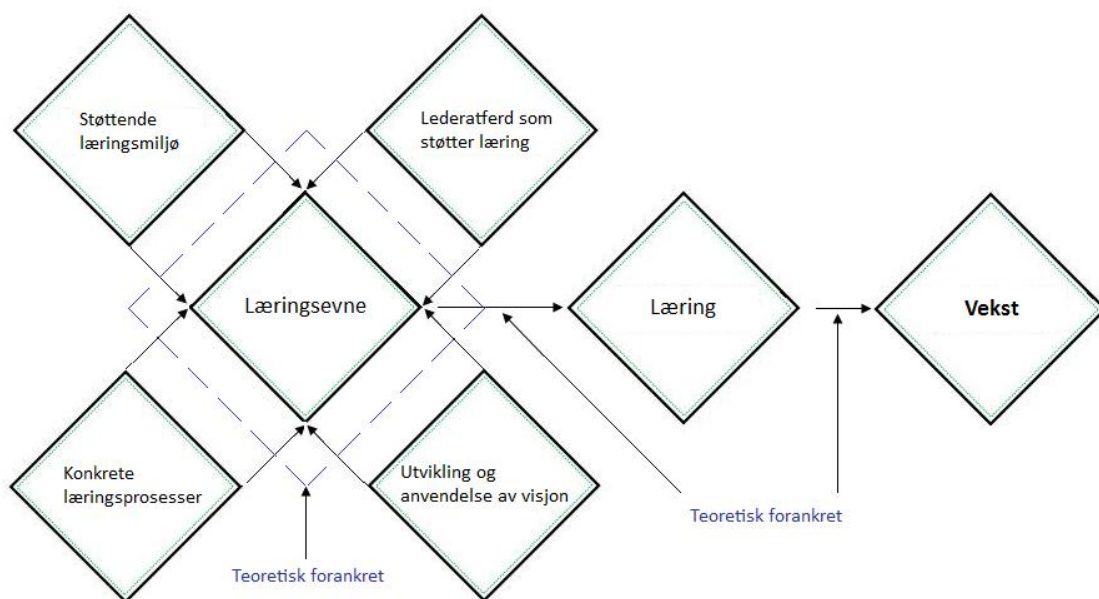 Støttende
læringsmiljø
Lederatferd som
støtter læring
Læringsevne
Læring
Vekst
Konkrete
læringsprosesser
Utvikling og
anvendelse av visjon
Teoretisk forankret
Teoretisk forankret